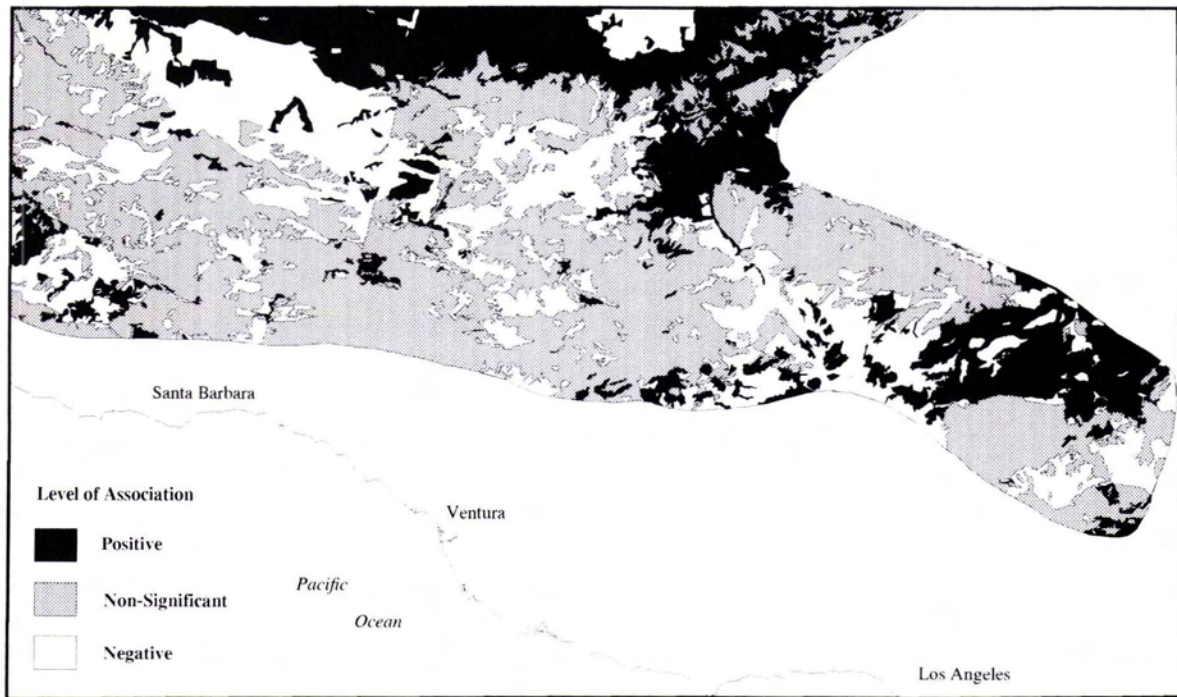 Santa Barbara
Level of Association
Ventura
Positive
Pacific
Non-Significant
Ocean
Negative
Los Angeles